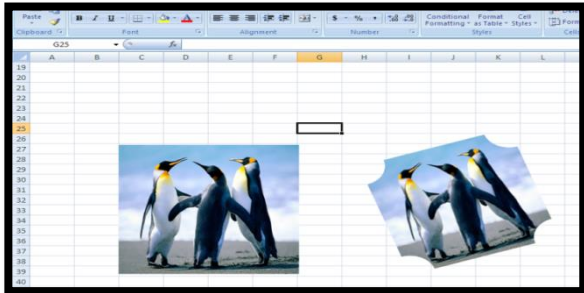 Paste
B I U
$ % ,
Conditional Format Cell
Formatting as Table Styles
Clipboard Font Alignment Number Styles
G25 fx
A B C D E F G H I J K L
19
20
21
22
23
24
25
26
27
28
29
30
31
32
33
34
35
36
37
38
39
40